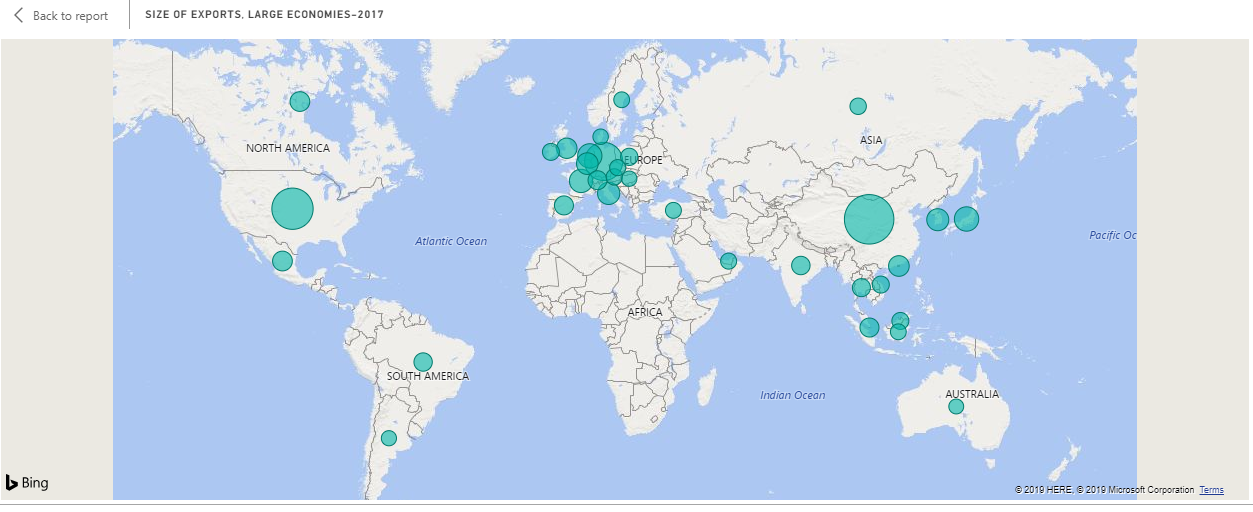 Back to report
SIZE OF EXPORTS, LARGE ECONOMIES–2017
NORTH AMERICA
ASIA
EUROPE
Atlantic Ocean
Pacific Oc
AFRICA
SOUTH AMERICA
Indian Ocean
AUSTRALIA
Bing
© 2019 HERE, © 2019 Microsoft Corporation Terms